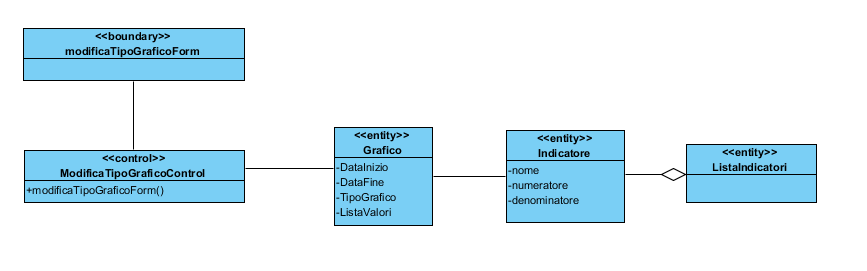 <<boundary>>
modificaTipoGraficoForm
<<control>>
ModificaTipoGraficoControl
+modificaTipoGraficoForm()
<<entity>>
Grafico
-DataInizio
-DataFine
-TipoGrafico
-ListaValori
<<entity>>
Indicatore
-nome
-numeratore
-denominatore
<<entity>>
ListaIndicatori